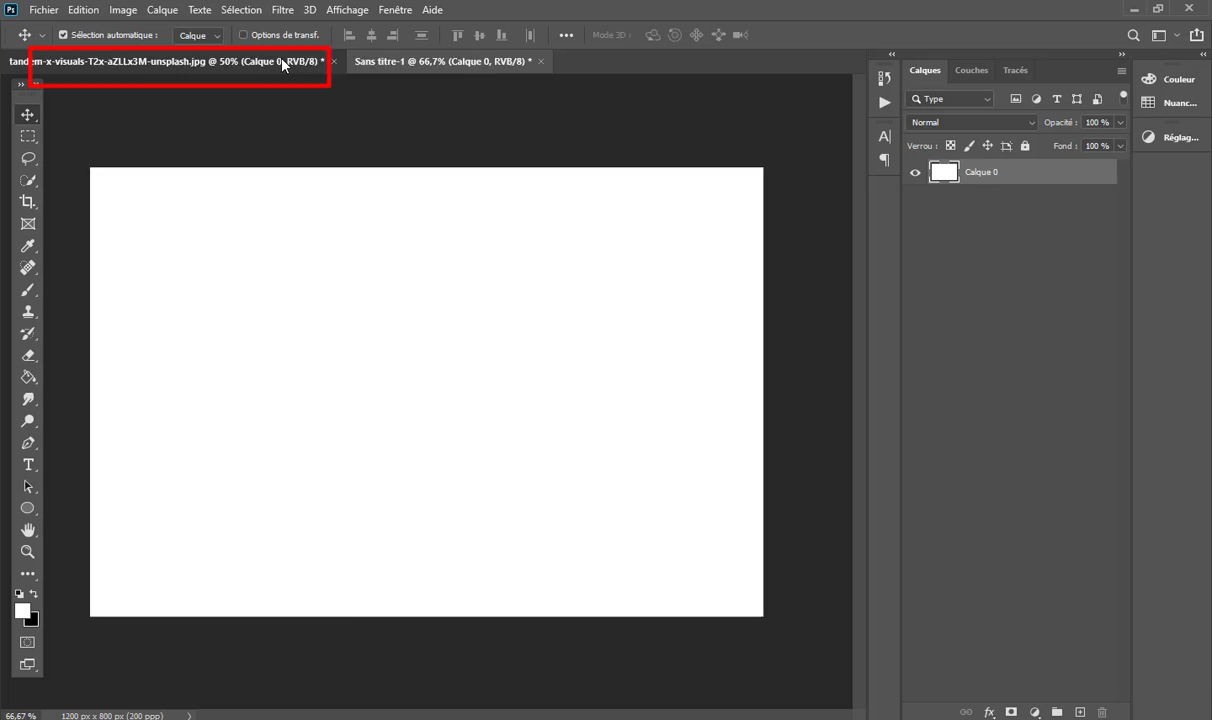 Ps Fichier Edition Image Calque Texte Sélection Filtre 3D Affichage Fenêtre Aide
Sélection automatique : Calque Options de transf. Mode 3D :
tandem-x-visuals-T2x-aZLLx3M-unsplash.jpg @ 50% (Calque 0, RVB/8) * × Sans titre-1 @ 66,7% (Calque 0, RVB/8) * ×
Calques Couches Tracés
Couleur
Type
Nuanc...
Normal Opacité : 100 %
Réglag...
Verrou : Fond : 100 %
Calque 0
66,67 % 1200 px x 800 px (200 ppp)